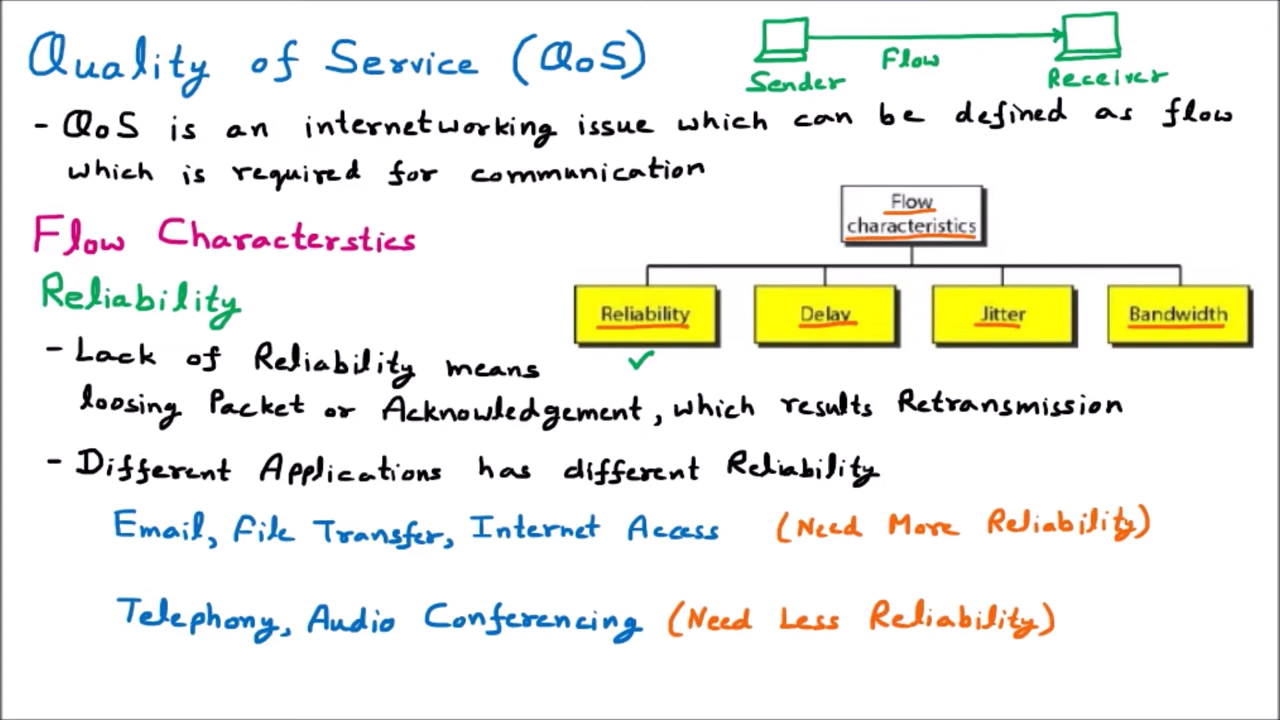 Quality of Service (QoS)
Flow
Sender
Receiver
- QoS is an internetworking issue which can be defined as flow
which is required for communication
Flow characteristics
Reliability
Delay
Jitter
Bandwidth
Flow Characterstics
Reliability
- Lack of Reliability means
loosing Packet or Acknowledgement, which results Retransmission
- Different Applications has different Reliability
Email, File Transfer, Internet Access (Need More Reliability)
Telephony, Audio Conferencing (Need Less Reliability)